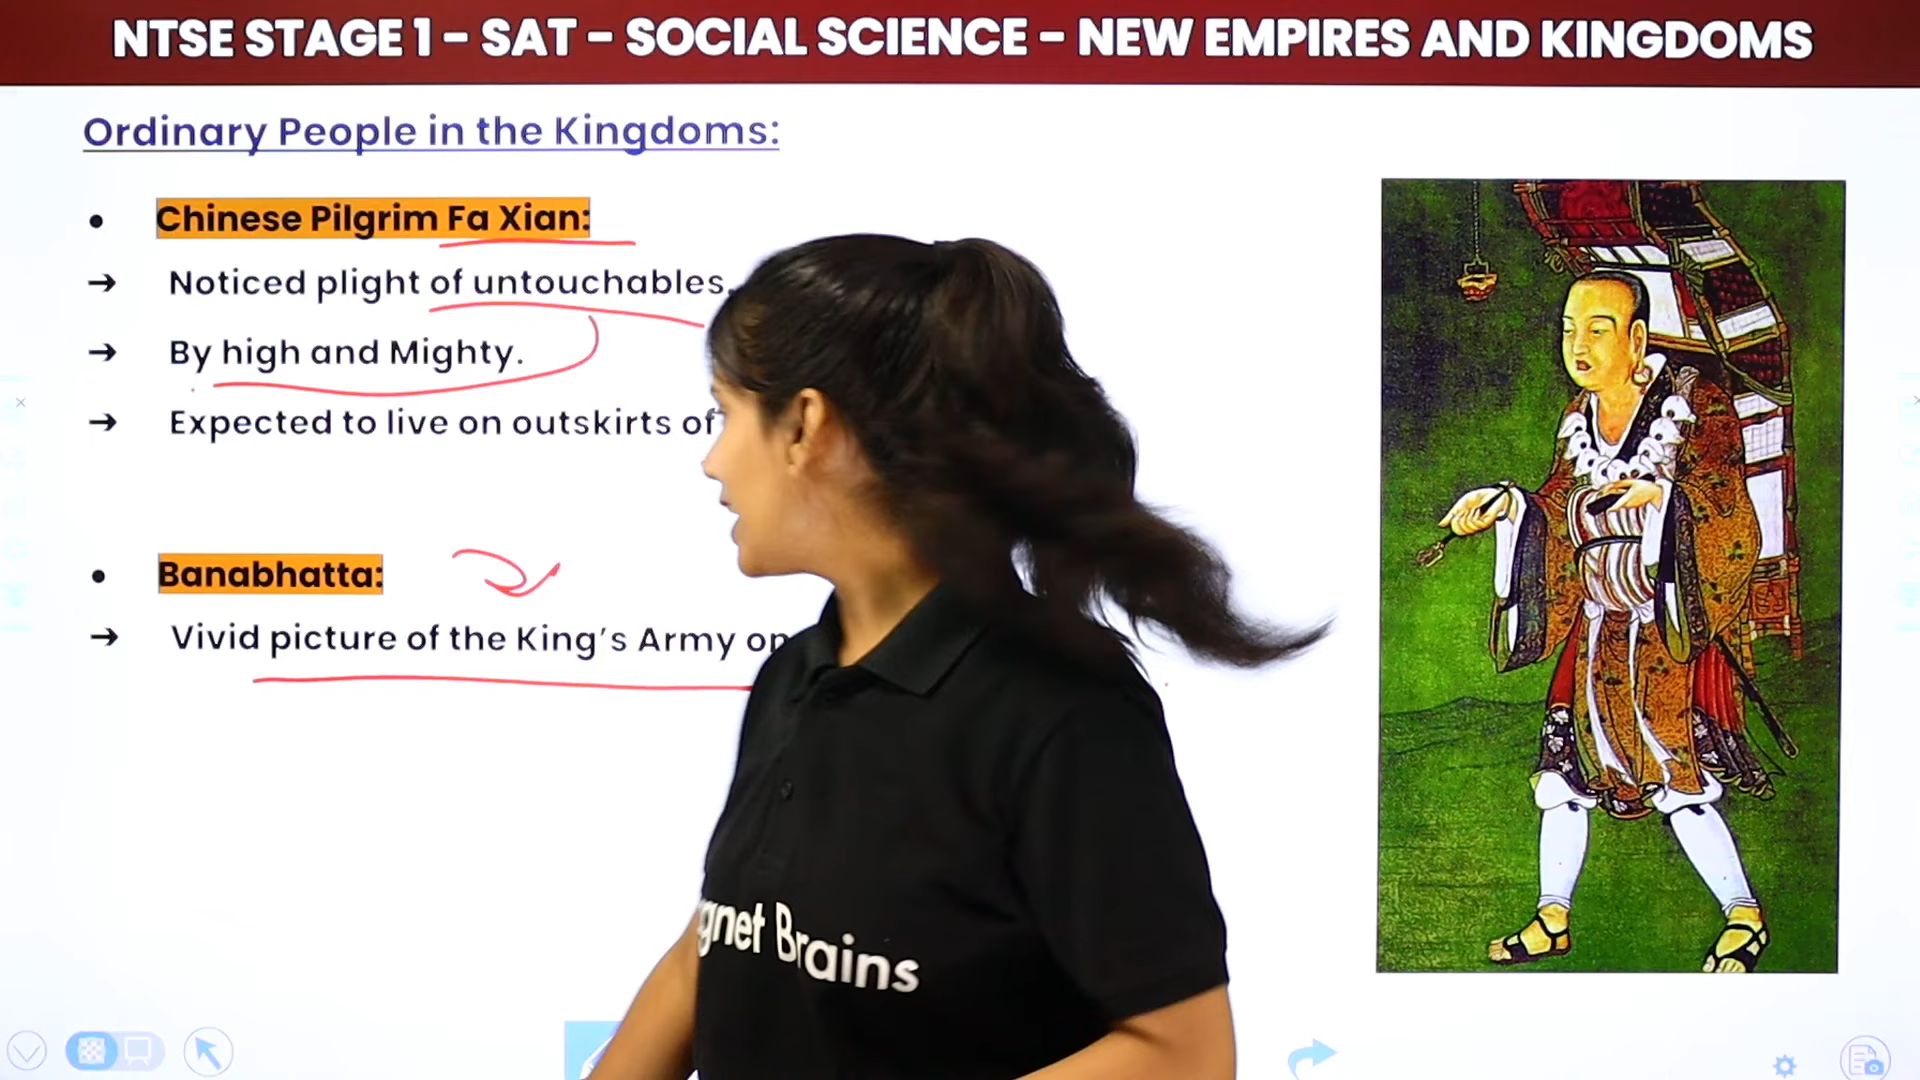 NTSE STAGE 1 - SAT - SOCIAL SCIENCE - NEW EMPIRES AND KINGDOMS
Ordinary People in the Kingdoms:
• Chinese Pilgrim Fa Xian:
→ Noticed plight of untouchables.
→ By high and Mighty.
→ Expected to live on outskirts of
• Banabhatta:
→ Vivid picture of the King's Army on
gnet Brains